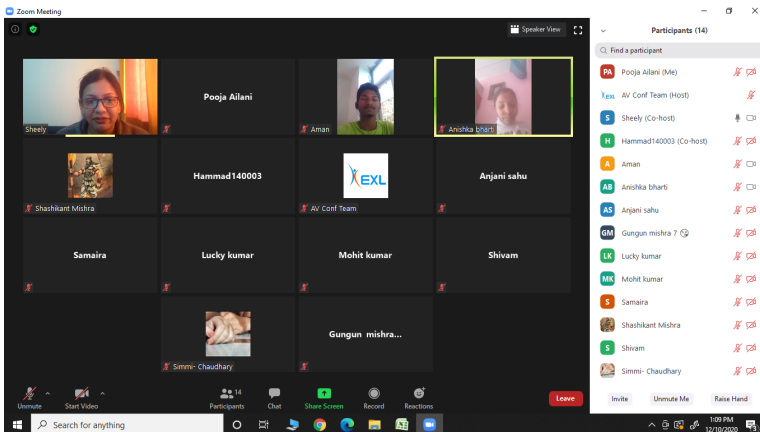 Zoom Meeting
Speaker View
Sheely
Pooja Ailani
Aman
Anishka bharti
Shashikant Mishra
Hammad140003
EXL
AV Conf Team
Anjani sahu
Samaira
Lucky kumar
Mohit kumar
Shivam
Simmi- Chaudhary
Gungun mishra...
Unmute
Start Video
Participants
14
Chat
Share Screen
Record
Reactions
Leave
Participants (14)
Find a participant
PA Pooja Ailani (Me)
EXL AV Conf Team (Host)
S Sheely (Co-host)
H Hammad140003 (Co-host)
A Aman
AB Anishka bharti
AS Anjani sahu
GM Gungun mishra 7
LK Lucky kumar
MK Mohit kumar
S Samaira
Shashikant Mishra
S Shivam
Simmi- Chaudhary
Invite
Unmute Me
Raise Hand
Search for anything
1:09 PM
12/10/2020
3